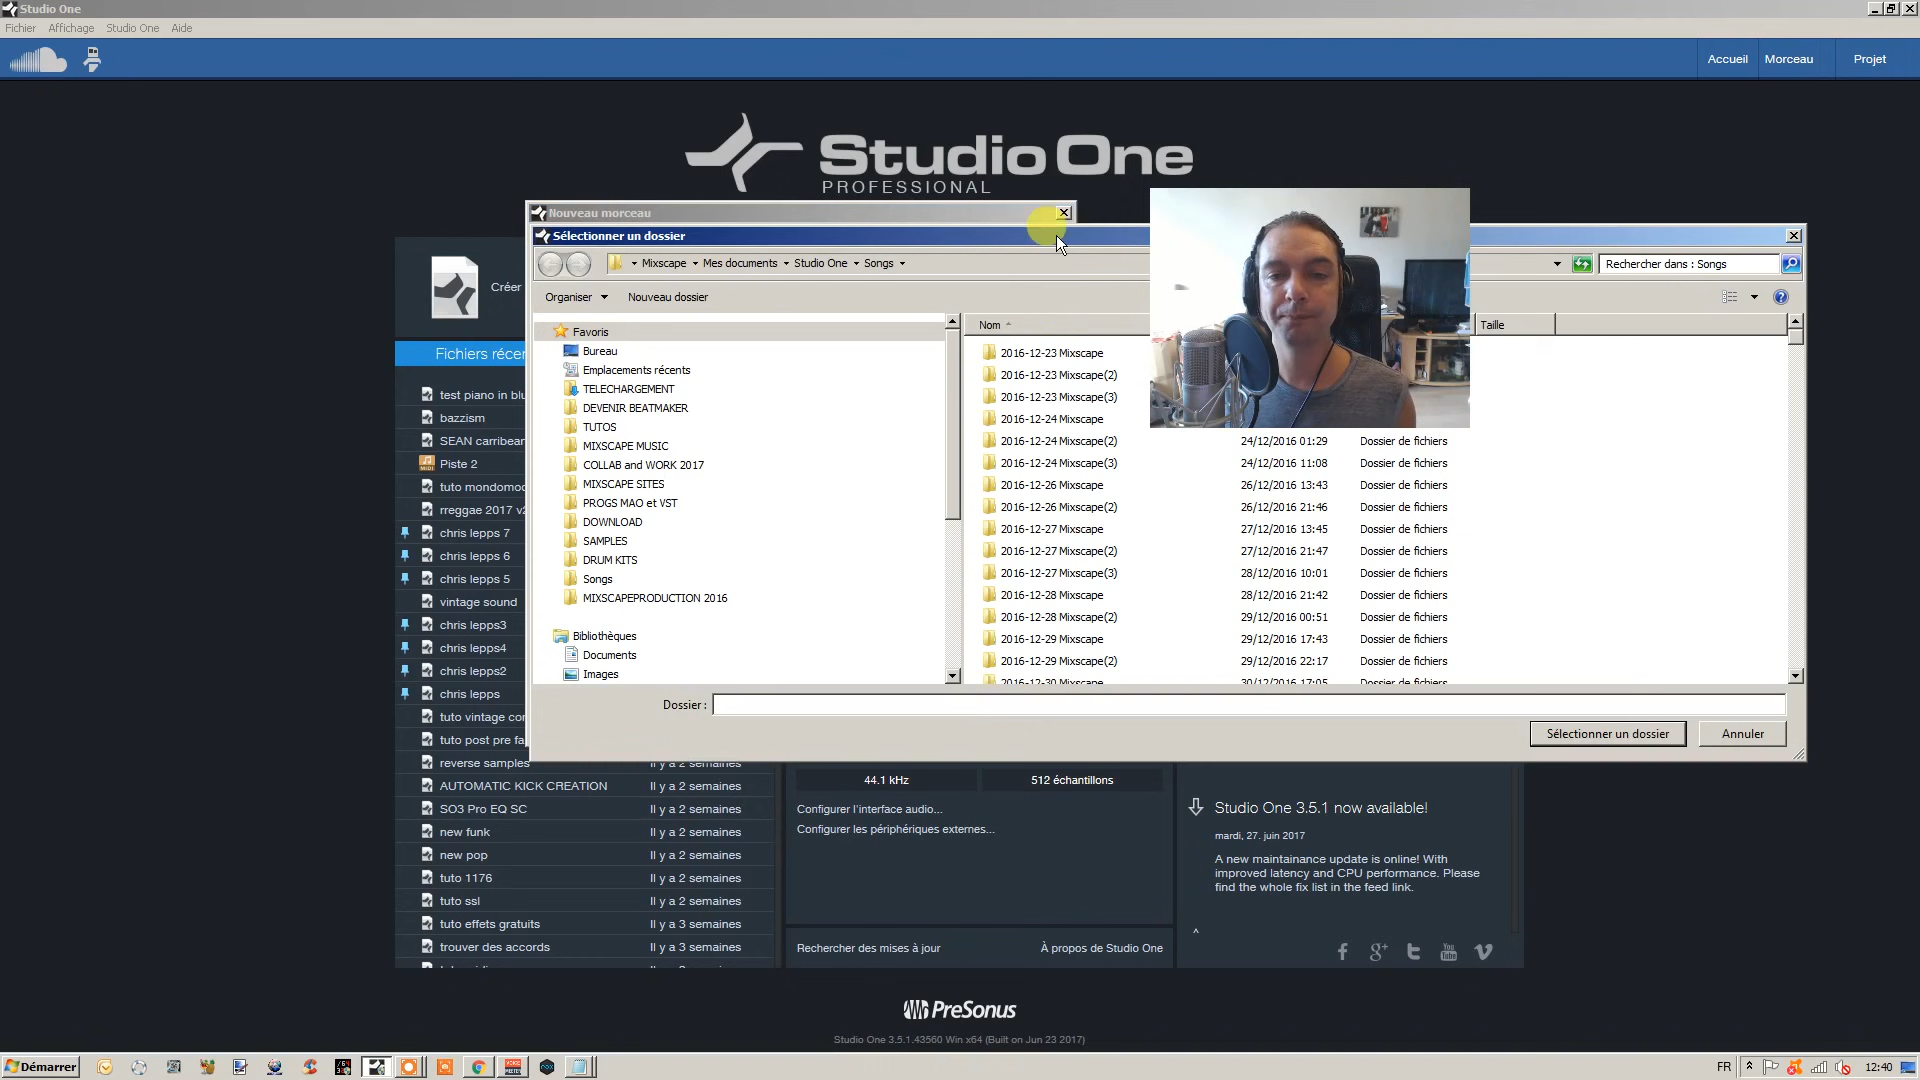 Studio One
Fichier Affichage Studio One Aide
Accueil Morceau Projet
Studio One
PROFESSIONAL
Nouveau morceau
Sélectionner un dossier
Mixscape Mes documents Studio One Songs
Rechercher dans : Songs
Organiser Nouveau dossier
Créer
Fichiers récen
test piano in blu
bazzism
SEAN carribean
Piste 2
tuto mondomod
rreggae 2017 v2
chris lepps 7
chris lepps 6
chris lepps 5
vintage sound
chris lepps3
chris lepps4
chris lepps2
chris lepps
tuto vintage com
tuto post pre fa
reverse samples Il y a 2 semaines
AUTOMATIC KICK CREATION Il y a 2 semaines
SO3 Pro EQ SC Il y a 2 semaines
new funk Il y a 2 semaines
new pop Il y a 2 semaines
tuto 1176 Il y a 2 semaines
tuto ssl Il y a 2 semaines
tuto effets gratuits Il y a 3 semaines
trouver des accords Il y a 3 semaines
Favoris
Bureau
Emplacements récents
TELECHARGEMENT
DEVENIR BEATMAKER
TUTOS
MIXSCAPE MUSIC
COLLAB and WORK 2017
MIXSCAPE SITES
PROGS MAO et VST
DOWNLOAD
SAMPLES
DRUM KITS
Songs
MIXSCAPEPRODUCTION 2016
Bibliothèques
Documents
Images
Nom Taille
2016-12-23 Mixscape
2016-12-23 Mixscape(2)
2016-12-23 Mixscape(3)
2016-12-24 Mixscape
2016-12-24 Mixscape(2) 24/12/2016 01:29 Dossier de fichiers
2016-12-24 Mixscape(3) 24/12/2016 11:08 Dossier de fichiers
2016-12-26 Mixscape 26/12/2016 13:43 Dossier de fichiers
2016-12-26 Mixscape(2) 26/12/2016 21:46 Dossier de fichiers
2016-12-27 Mixscape 27/12/2016 13:45 Dossier de fichiers
2016-12-27 Mixscape(2) 27/12/2016 21:47 Dossier de fichiers
2016-12-27 Mixscape(3) 28/12/2016 10:01 Dossier de fichiers
2016-12-28 Mixscape 28/12/2016 21:42 Dossier de fichiers
2016-12-28 Mixscape(2) 29/12/2016 00:51 Dossier de fichiers
2016-12-29 Mixscape 29/12/2016 17:43 Dossier de fichiers
2016-12-29 Mixscape(2) 29/12/2016 22:17 Dossier de fichiers
2016-12-30 Mixscape 30/12/2016 17:05 Dossier de fichiers
Dossier :
Sélectionner un dossier Annuler
44.1 kHz 512 échantillons
Configurer l'interface audio...
Configurer les périphériques externes...
Rechercher des mises à jour À propos de Studio One
Studio One 3.5.1 now available!
mardi, 27. juin 2017
A new maintainance update is online! With
improved latency and CPU performance. Please
find the whole fix list in the feed link.
PreSonus
Studio One 3.5.1.43560 Win x64 (Built on Jun 23 2017)
Démarrer
FR 12:40